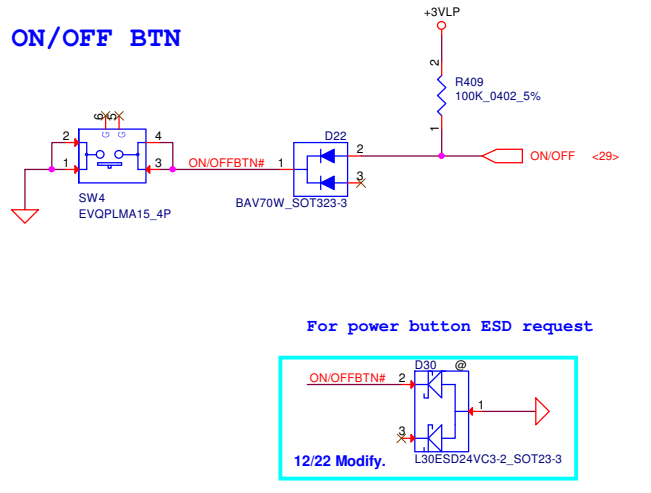 +3VLP
ON/OFF BTN
2
R409
100K_0402_5%
1
6 5
G G
2 4
1 3
ON/OFFBTN#
1
D22
2
3
ON/OFF <29>
SW4
EVQPLMA15_4P
BAV70W_SOT323-3
For power button ESD request
D30 @
ON/OFFBTN# 2
1
3
12/22 Modify.
L30ESD24VC3-2_SOT23-3